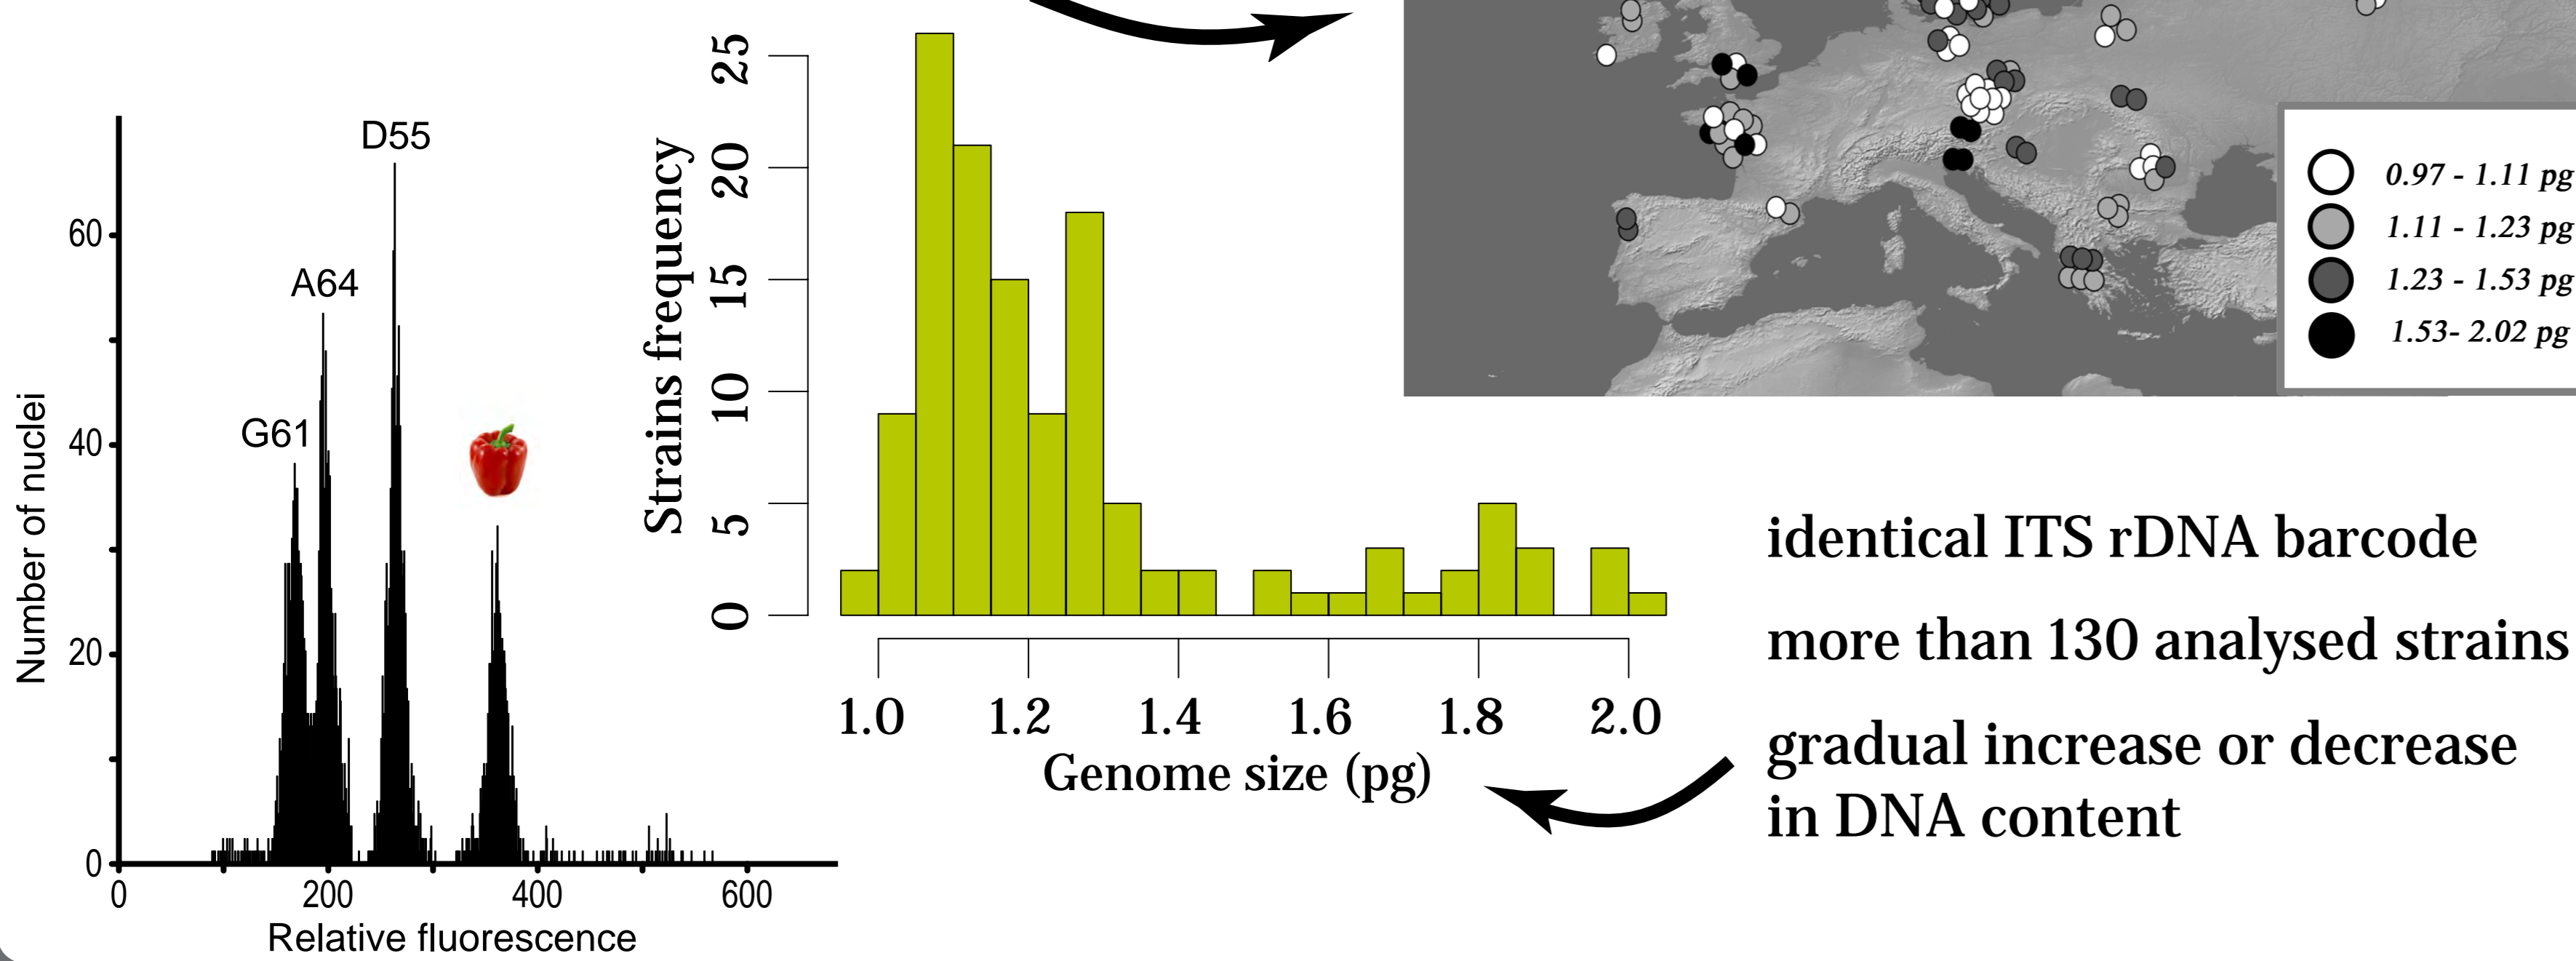 D55
A64
G61
60
40
20
0
Number of nuclei
0 200 400 600
Relative fluorescence
25
20
15
10
5
0
Strains frequency
1.0 1.2 1.4 1.6 1.8 2.0
Genome size (pg)
0.97 - 1.11 pg
1.11 - 1.23 pg
1.23 - 1.53 pg
1.53- 2.02 pg
identical ITS rDNA barcode
more than 130 analysed strains
gradual increase or decrease
in DNA content